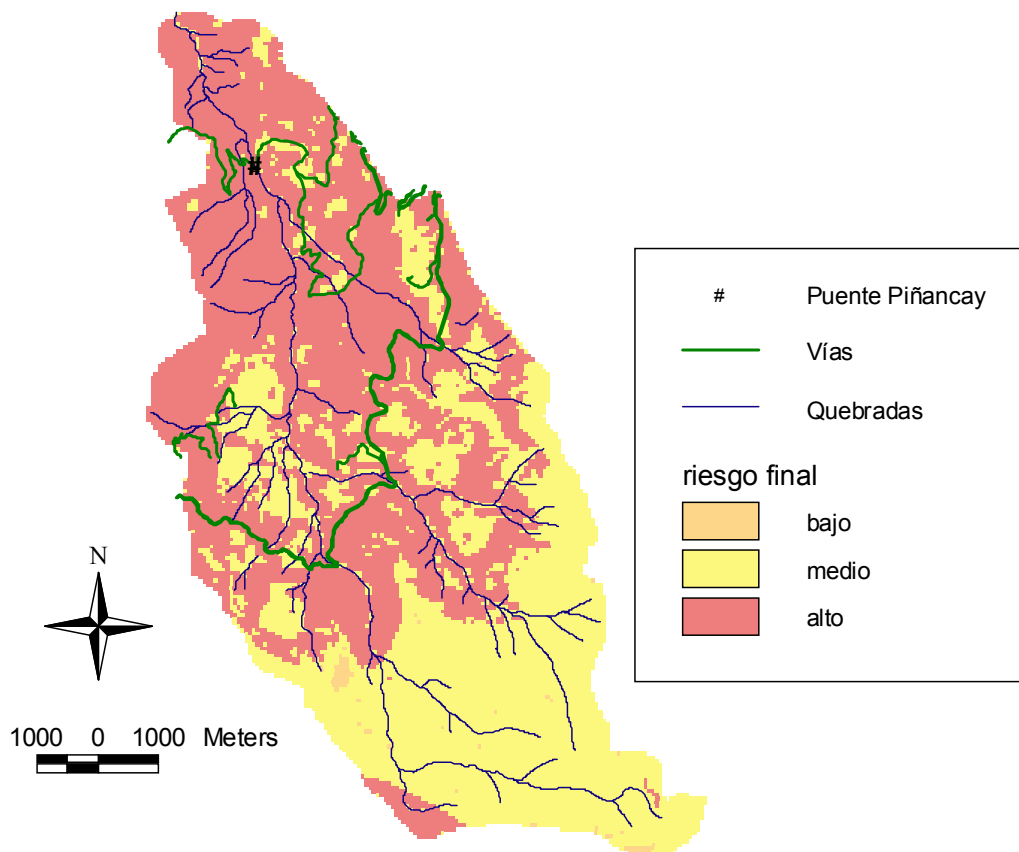 # Puente Piñancay
Vías
Quebradas
riesgo final
bajo
medio
alto
N
1000 0 1000 Meters
#